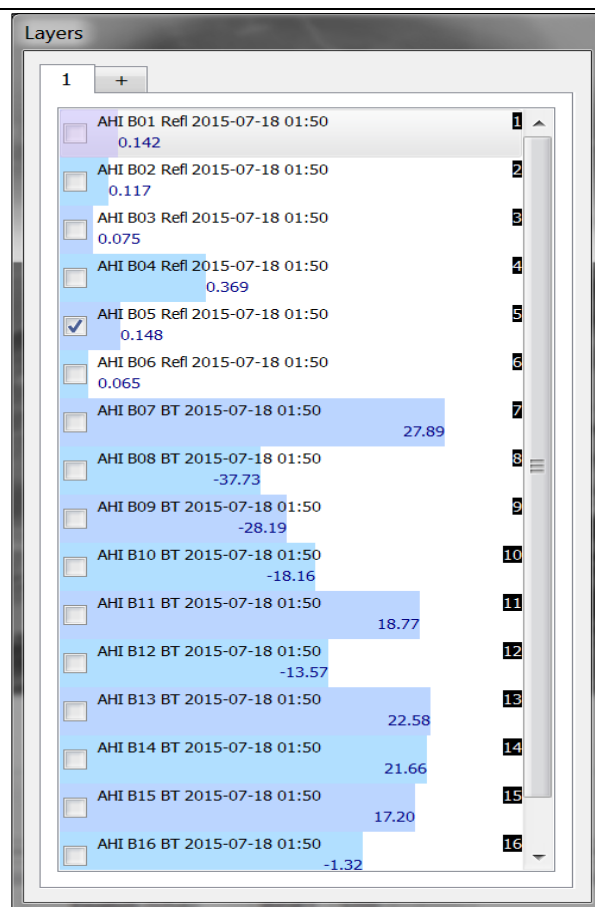 Layers
1 +
AHI B01 Refl 2015-07-18 01:50 1
0.142
AHI B02 Refl 2015-07-18 01:50 2
0.117
AHI B03 Refl 2015-07-18 01:50 3
0.075
AHI B04 Refl 2015-07-18 01:50 4
0.369
AHI B05 Refl 2015-07-18 01:50 5
0.148
AHI B06 Refl 2015-07-18 01:50 6
0.065
AHI B07 BT 2015-07-18 01:50 7
27.89
AHI B08 BT 2015-07-18 01:50 8
-37.73
AHI B09 BT 2015-07-18 01:50 9
-28.19
AHI B10 BT 2015-07-18 01:50 10
-18.16
AHI B11 BT 2015-07-18 01:50 11
18.77
AHI B12 BT 2015-07-18 01:50 12
-13.57
AHI B13 BT 2015-07-18 01:50 13
22.58
AHI B14 BT 2015-07-18 01:50 14
21.66
AHI B15 BT 2015-07-18 01:50 15
17.20
AHI B16 BT 2015-07-18 01:50 16
-1.32